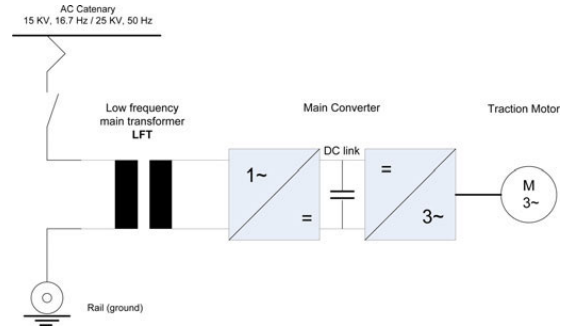 AC Catenary
15 KV, 16.7 Hz / 25 KV, 50 Hz
Low frequency
main transformer
LFT
Main Converter
Traction Motor
DC link
1~
=
=
3~
M
3~
Rail (ground)